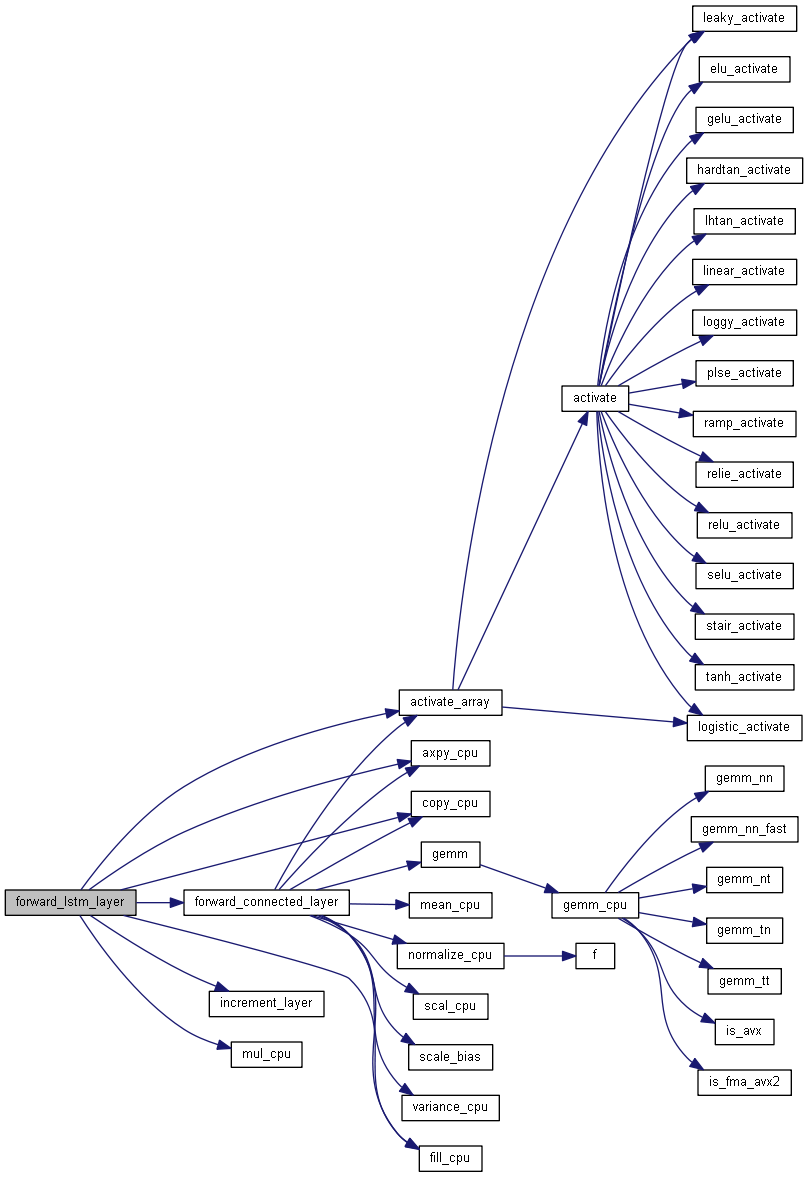 leaky_activate
elu_activate
gelu_activate
hardtan_activate
lhtan_activate
linear_activate
loggy_activate
plse_activate
activate
ramp_activate
relie_activate
relu_activate
selu_activate
stair_activate
tanh_activate
activate_array
logistic_activate
axpy_cpu
gemm_nn
copy_cpu
gemm_nn_fast
gemm
gemm_nt
forward_lstm_layer
forward_connected_layer
mean_cpu
gemm_cpu
gemm_tn
normalize_cpu
f
gemm_tt
increment_layer
scal_cpu
is_avx
mul_cpu
scale_bias
is_fma_avx2
variance_cpu
fill_cpu